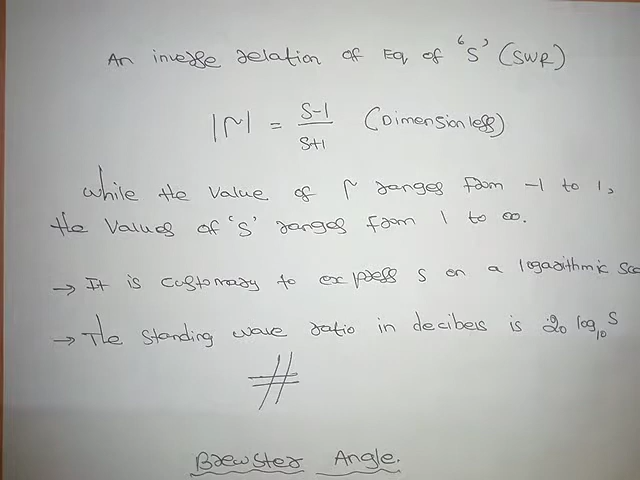 An inverse relation of Eq of 'S' (SWR)
|Γ| = S-1/S+1 (Dimensionless)
while the value of Γ ranges from -1 to 1,
the values of 'S' ranges from 1 to ∞.
→ It is customary to express S on a logarithmic sca
→ The standing wave ratio in decibels is 20 log10 S
#
Brewster Angle.